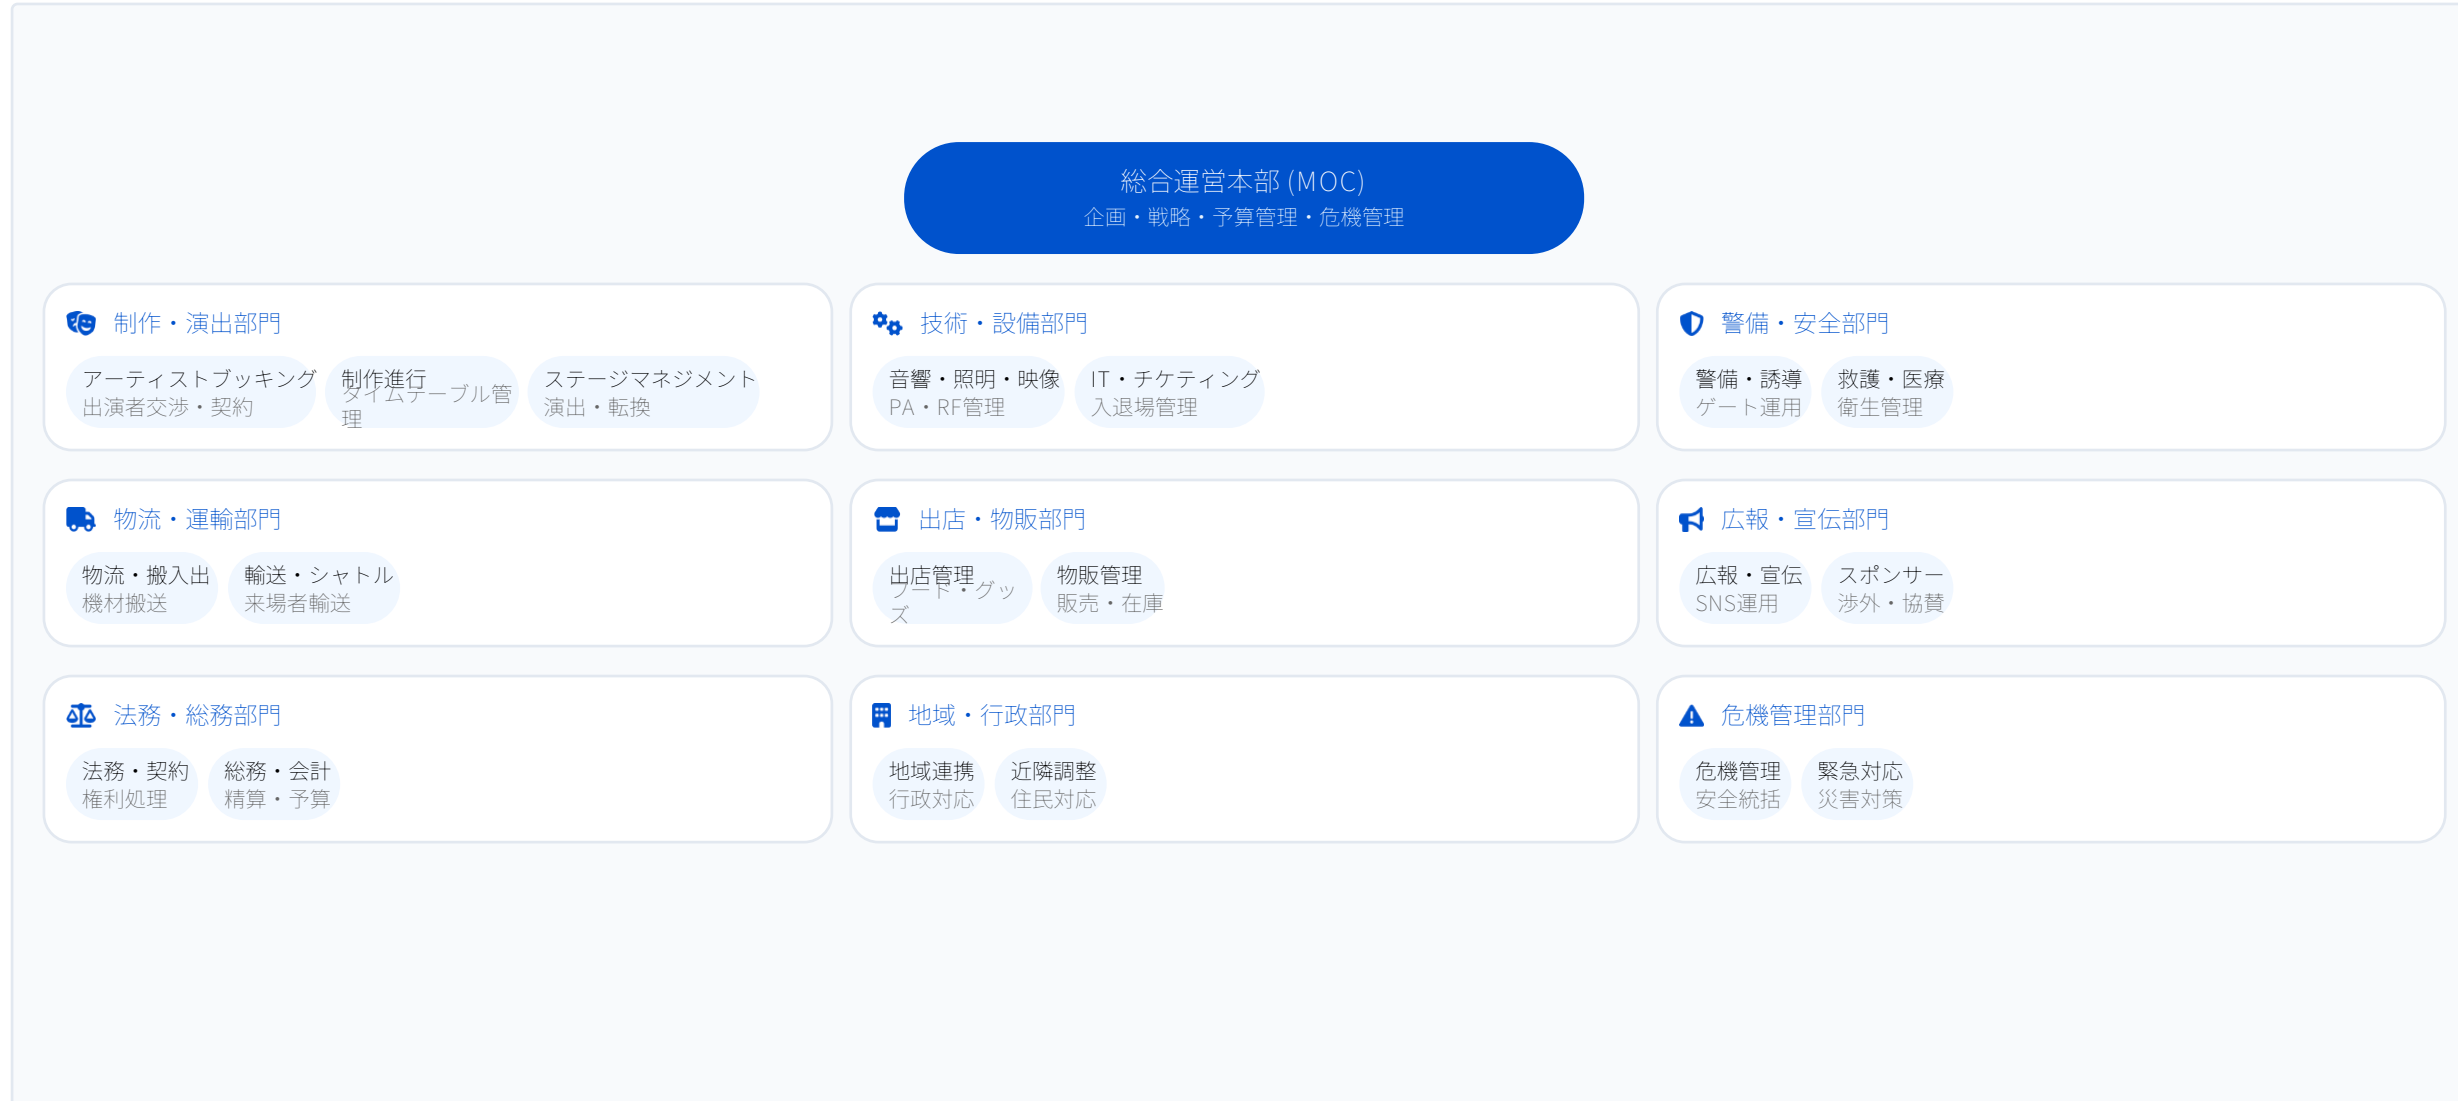 総合運営本部 (MOC)
企画・戦略・予算管理・危機管理
制作・演出部門
アーティストブッキング
出演者交渉・契約
制作進行
タイムテーブル管
理
ステージマネジメント
演出・転換
技術・設備部門
音響・照明・映像
PA・RF管理
IT・チケティング
入退場管理
警備・安全部門
警備・誘導
ゲート運用
救護・医療
衛生管理
物流・運輸部門
物流・搬入出
機材搬送
輸送・シャトル
来場者輸送
出店・物販部門
出店管理
フード・グッ
ズ
物販管理
販売・在庫
広報・宣伝部門
広報・宣伝
SNS運用
スポンサー
渉外・協賛
法務・総務部門
法務・契約
権利処理
総務・会計
精算・予算
地域・行政部門
地域連携
行政対応
近隣調整
住民対応
危機管理部門
危機管理
安全統括
緊急対応
災害対策